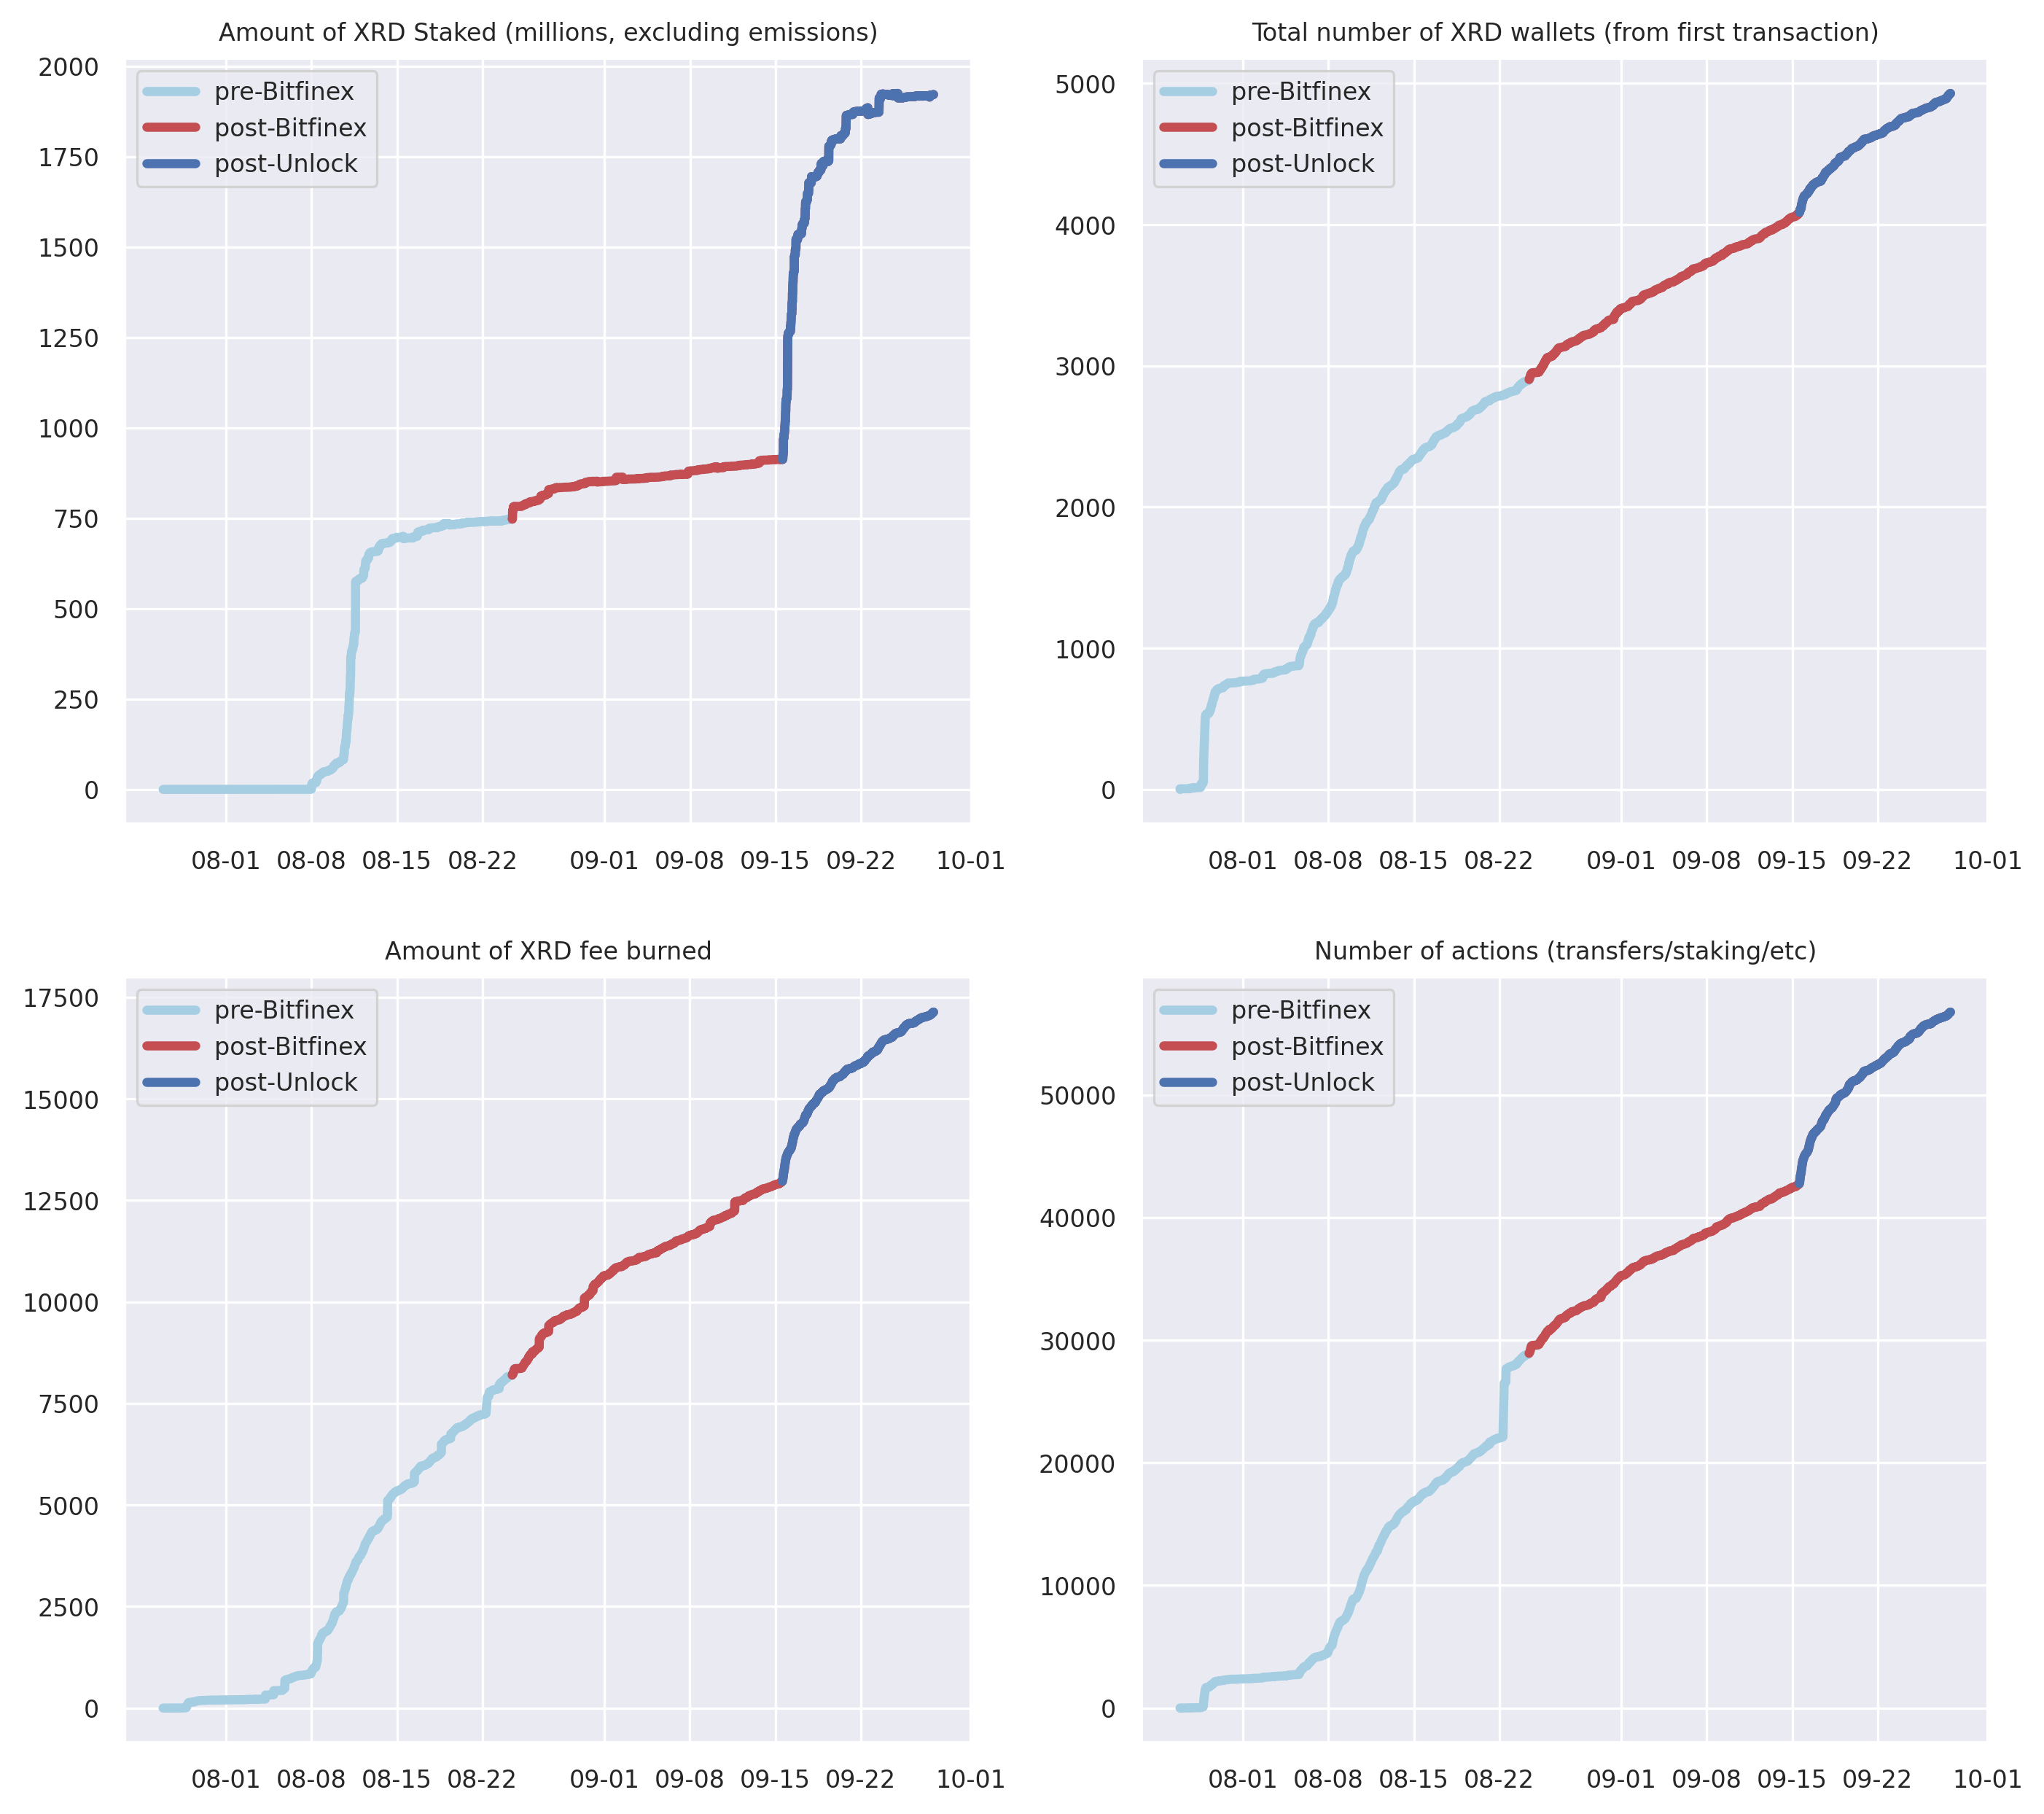 Amount of XRD Staked (millions, excluding emissions)
2000
1750
1500
1250
1000
750
500
250
0
pre-Bitfinex
post-Bitfinex
post-Unlock
08-01 08-08 08-15 08-22 09-01 09-08 09-15 09-22 10-01
Total number of XRD wallets (from first transaction)
5000
4000
3000
2000
1000
0
pre-Bitfinex
post-Bitfinex
post-Unlock
08-01 08-08 08-15 08-22 09-01 09-08 09-15 09-22 10-01
Amount of XRD fee burned
17500
15000
12500
10000
7500
5000
2500
0
pre-Bitfinex
post-Bitfinex
post-Unlock
08-01 08-08 08-15 08-22 09-01 09-08 09-15 09-22 10-01
Number of actions (transfers/staking/etc)
50000
40000
30000
20000
10000
0
pre-Bitfinex
post-Bitfinex
post-Unlock
08-01 08-08 08-15 08-22 09-01 09-08 09-15 09-22 10-01